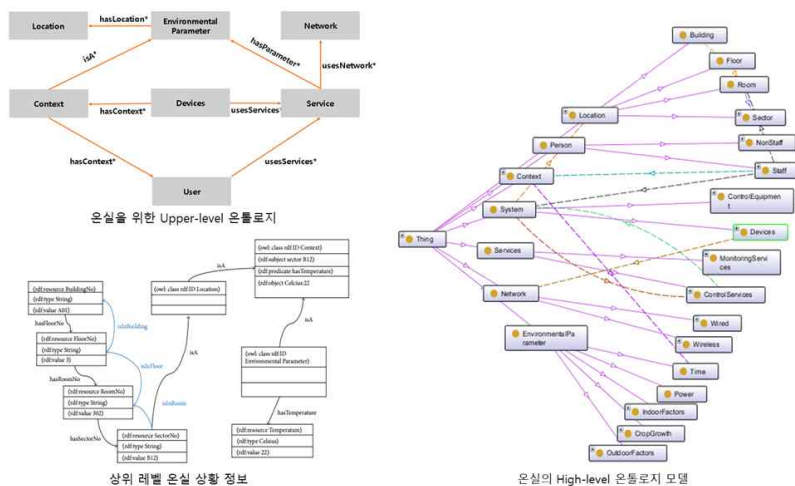 Location
hasLocation*
Environmental
Parameter
Network
isA*
hasParameter*
usesNetwork*
Context
hasContext*
Devices
usesServices*
Service
hasContext*
usesServices*
User
온실을 위한 Upper-level 온톨로지
(rdf:resource BuildingNo)
(rdf:type String)
(rdf:value A01)
hasFloorNo
isInBuilding
(rdf:resource FloorNo)
(rdf:type String)
(rdf:value 3)
hasRoomNo
isInFloor
(rdf:resource RoomNo)
(rdf:type String)
(rdf:value 302)
hasSectorNo
isInRoom
(rdf:resource SectorNo)
(rdf:type String)
(rdf:value B12)
isA
(owl: class rdf:ID Location)
isA
(owl: class rdf:ID Context)
(rdf:subject sector B12)
(rdf:predicate hasTemperature)
(rdf:object Celcius 22
isA
(owl: class rdf:ID
Environmental Parameter)
hasTemperature
(rdf:resource Temperature)
(rdf:type Celsius)
(rdf:value 22)
상위 레벨 온실 상황 정보
Building
Floor
Room
Location
Sector
Person
NonStaff
Context
Staff
System
ControlEquipmen
t
Thing
Devices
Services
MonitoringServi
ces
Network
ControlServices
EnvironmentalPa
rameter
Wired
Wireless
Time
Power
IndoorFactors
CropGrowth
OutdoorFactors
온실의 High-level 온톨로지 모델